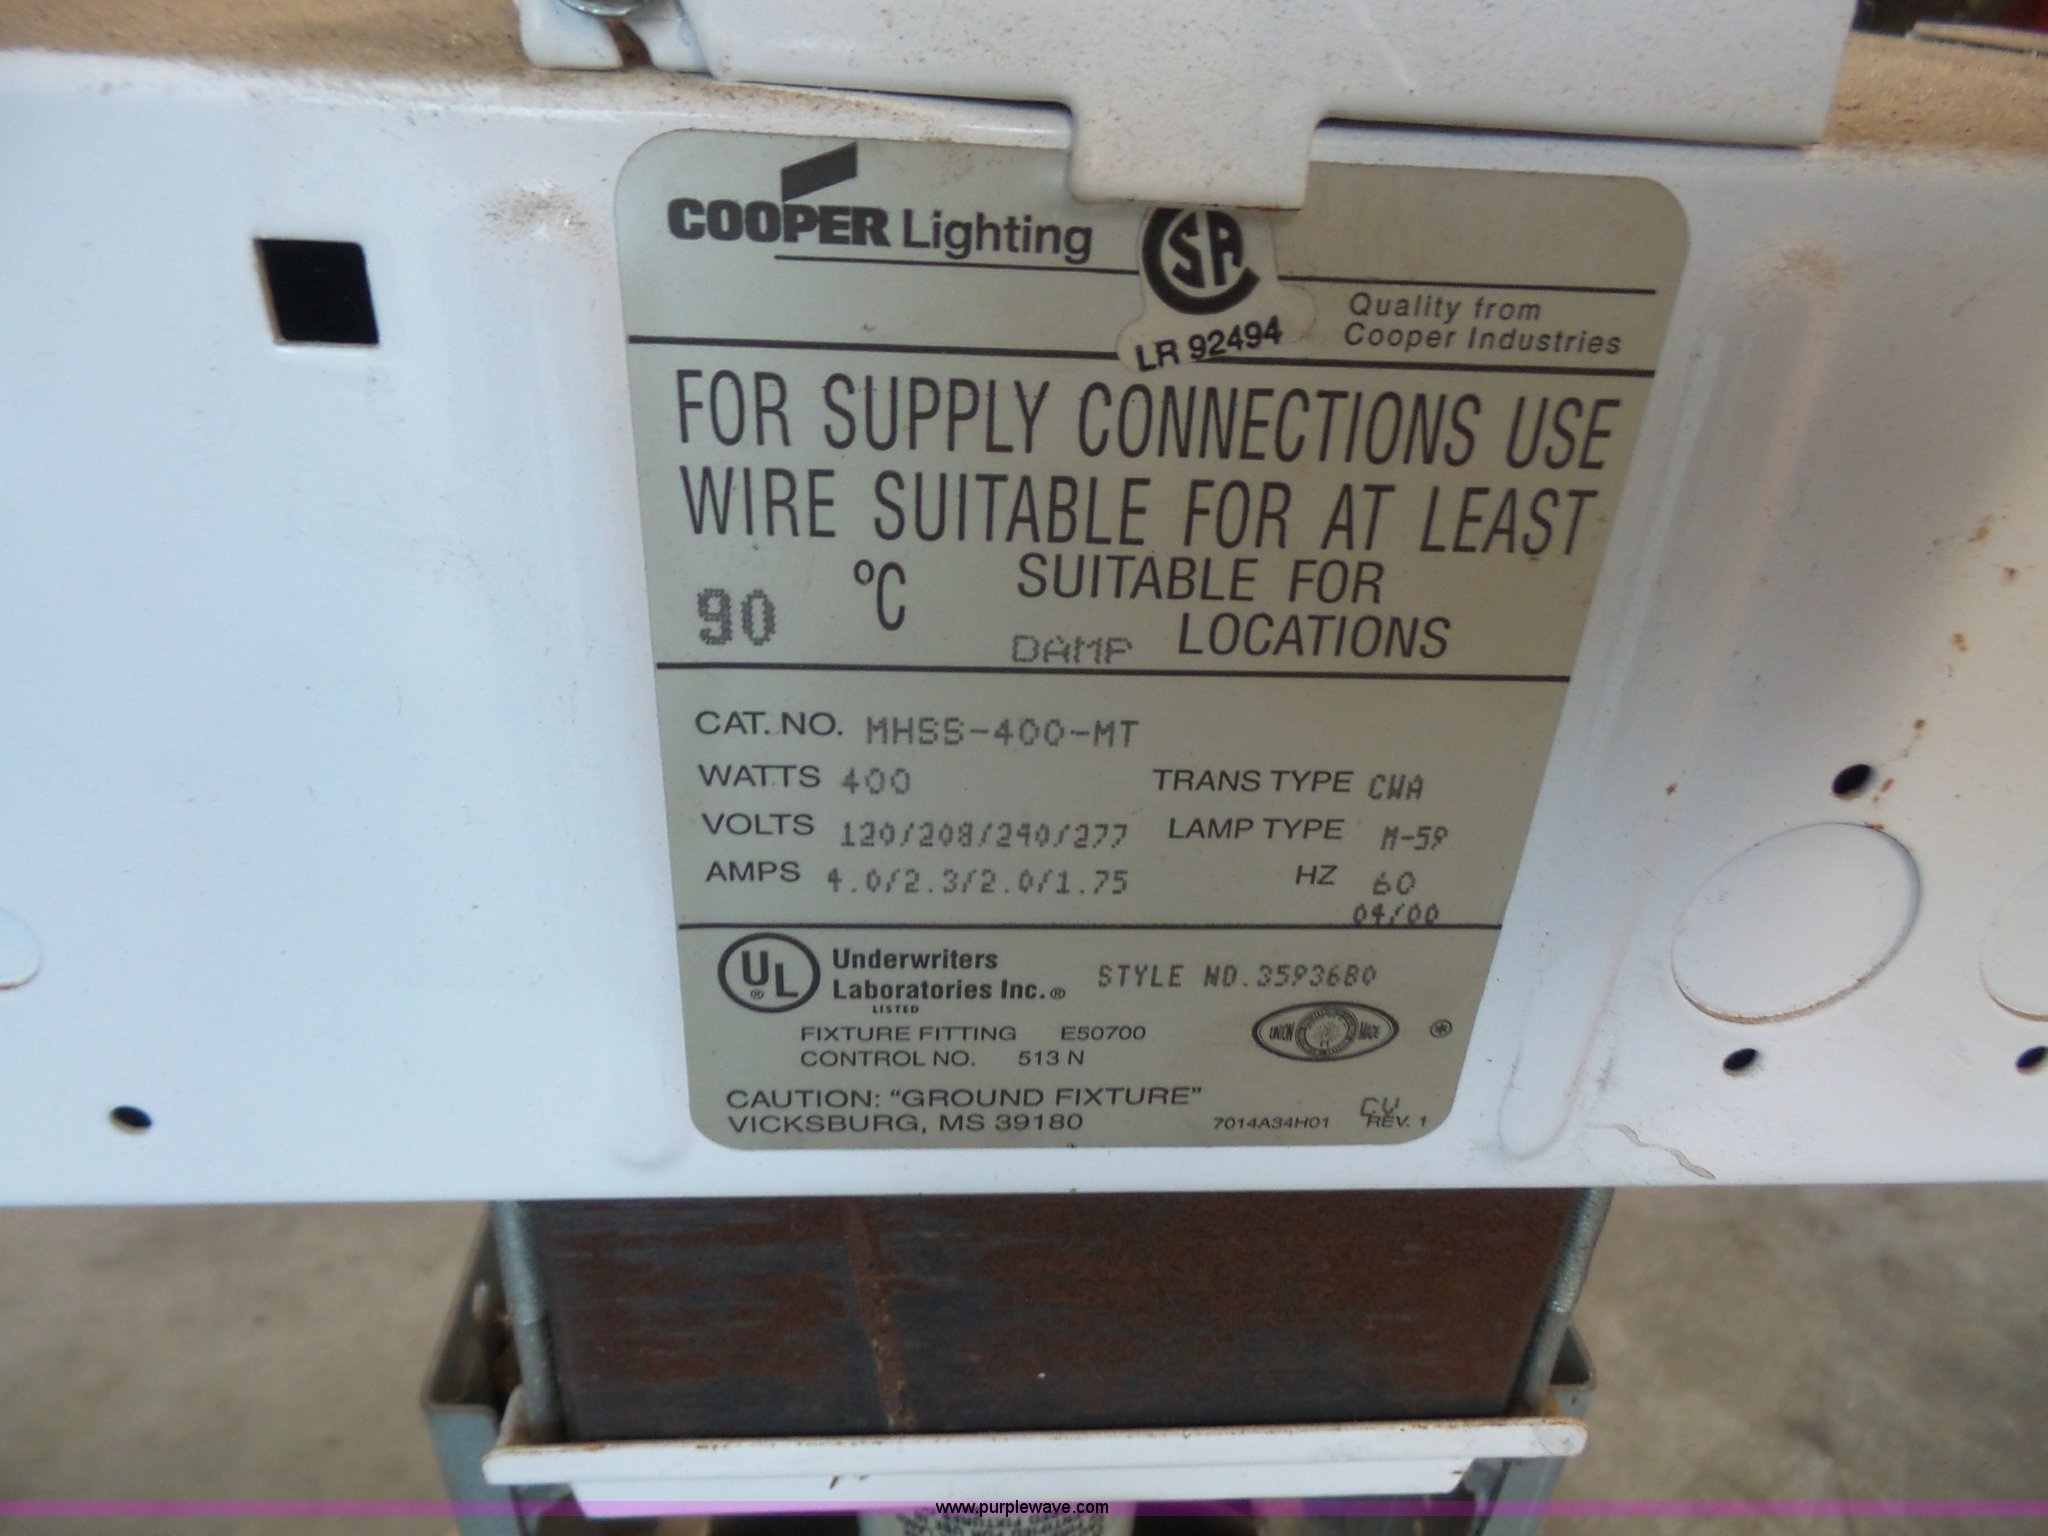 COOPER Lighting
CSA
LR 92494
Quality from
Cooper Industries
FOR SUPPLY CONNECTIONS USE
WIRE SUITABLE FOR AT LEAST
90 °C
SUITABLE FOR
DAMP LOCATIONS
CAT. NO. MHSS-400-MT
WATTS 400 TRANS TYPE CWA
VOLTS 120/208/240/277 LAMP TYPE M-59
AMPS 4.0/2.3/2.0/1.75 HZ 60
04/00
UL ®
Underwriters
Laboratories Inc.®
LISTED
STYLE NO.3593680
FIXTURE FITTING E50700
CONTROL NO. 513 N
UNION MADE
CAUTION: "GROUND FIXTURE"
VICKSBURG, MS 39180
7014A34H01 REV. 1
www.purplewave.com